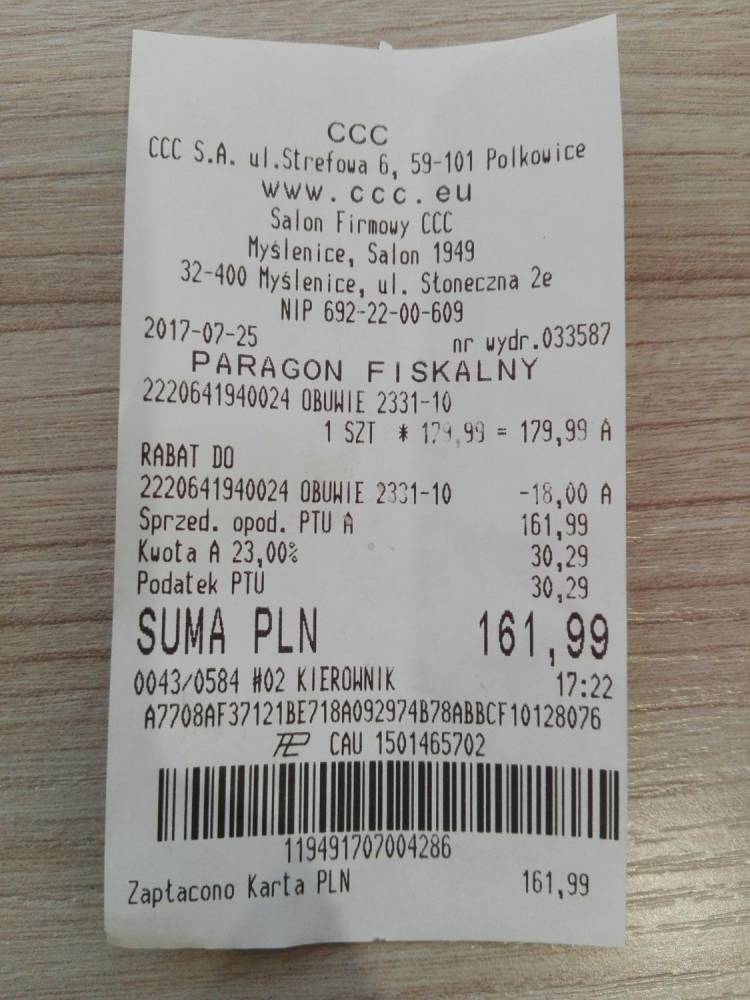 CCC
CCC S.A. ul.Strefowa 6, 59-101 Polkowice
www.ccc.eu
Salon Firmowy CCC
Myślenice, Salon 1949
32-400 Myślenice, ul. Słoneczna 2e
NIP 692-22-00-609
2017-07-25 nr wydr.033587
PARAGON FISKALNY
2220641940024 OBUWIE 2331-10
1 SZT * 179,99 = 179,99 A
RABAT DO
2220641940024 OBUWIE 2331-10 -18,00 A
Sprzed. opod. PTU A 161,99
Kwota A 23,00% 30,29
Podatek PTU 30,29
SUMA PLN 161,99
0043/0584 #02 KIEROWNIK 17:22
A7708AF37121BE718A092974B78ABBCF10128076
CAU 1501465702
119491707004286
Zapłacono Karta PLN 161,99